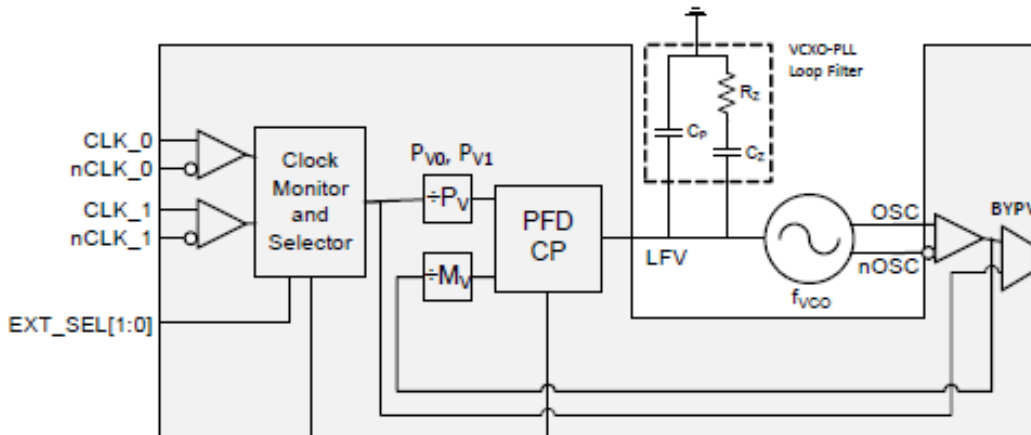 VCXO-PLL
Loop Filter
RZ
CP
CZ
CLK_0
nCLK_0
CLK_1
nCLK_1
Clock
Monitor
and
Selector
PV0, PV1
÷PV
÷MV
PFD
CP
LFV
OSC
nOSC
fVCO
BYPV
EXT_SEL[1:0]